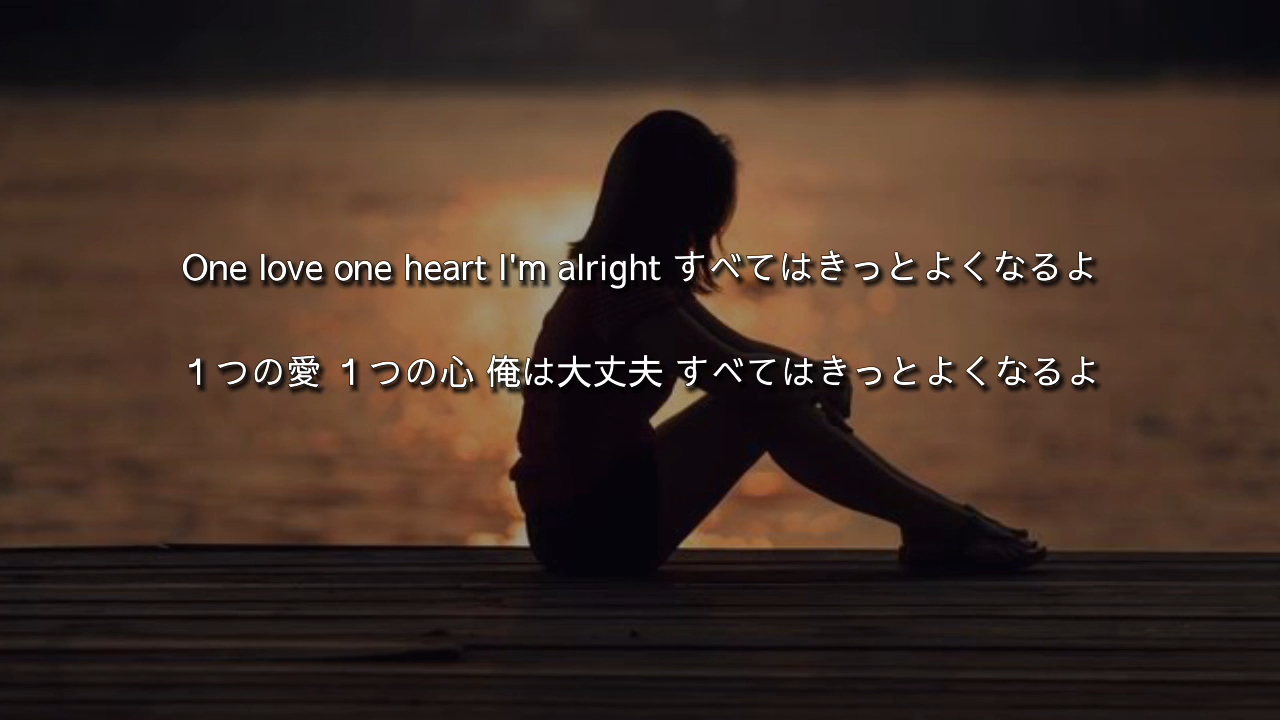 One love one heart I'm alright すべてはきっとよくなるよ
１つの愛 １つの心 俺は大丈夫 すべてはきっとよくなるよ